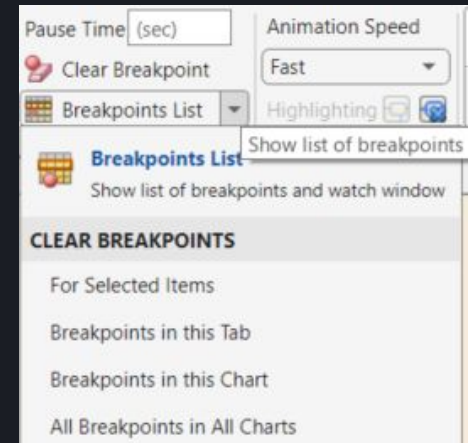 Pause Time (sec)
Animation Speed
Clear Breakpoint
Fast
Breakpoints List
Highlighting
Show list of breakpoints
Breakpoints List
Show list of breakpoints and watch window
CLEAR BREAKPOINTS
For Selected Items
Breakpoints in this Tab
Breakpoints in this Chart
All Breakpoints in All Charts